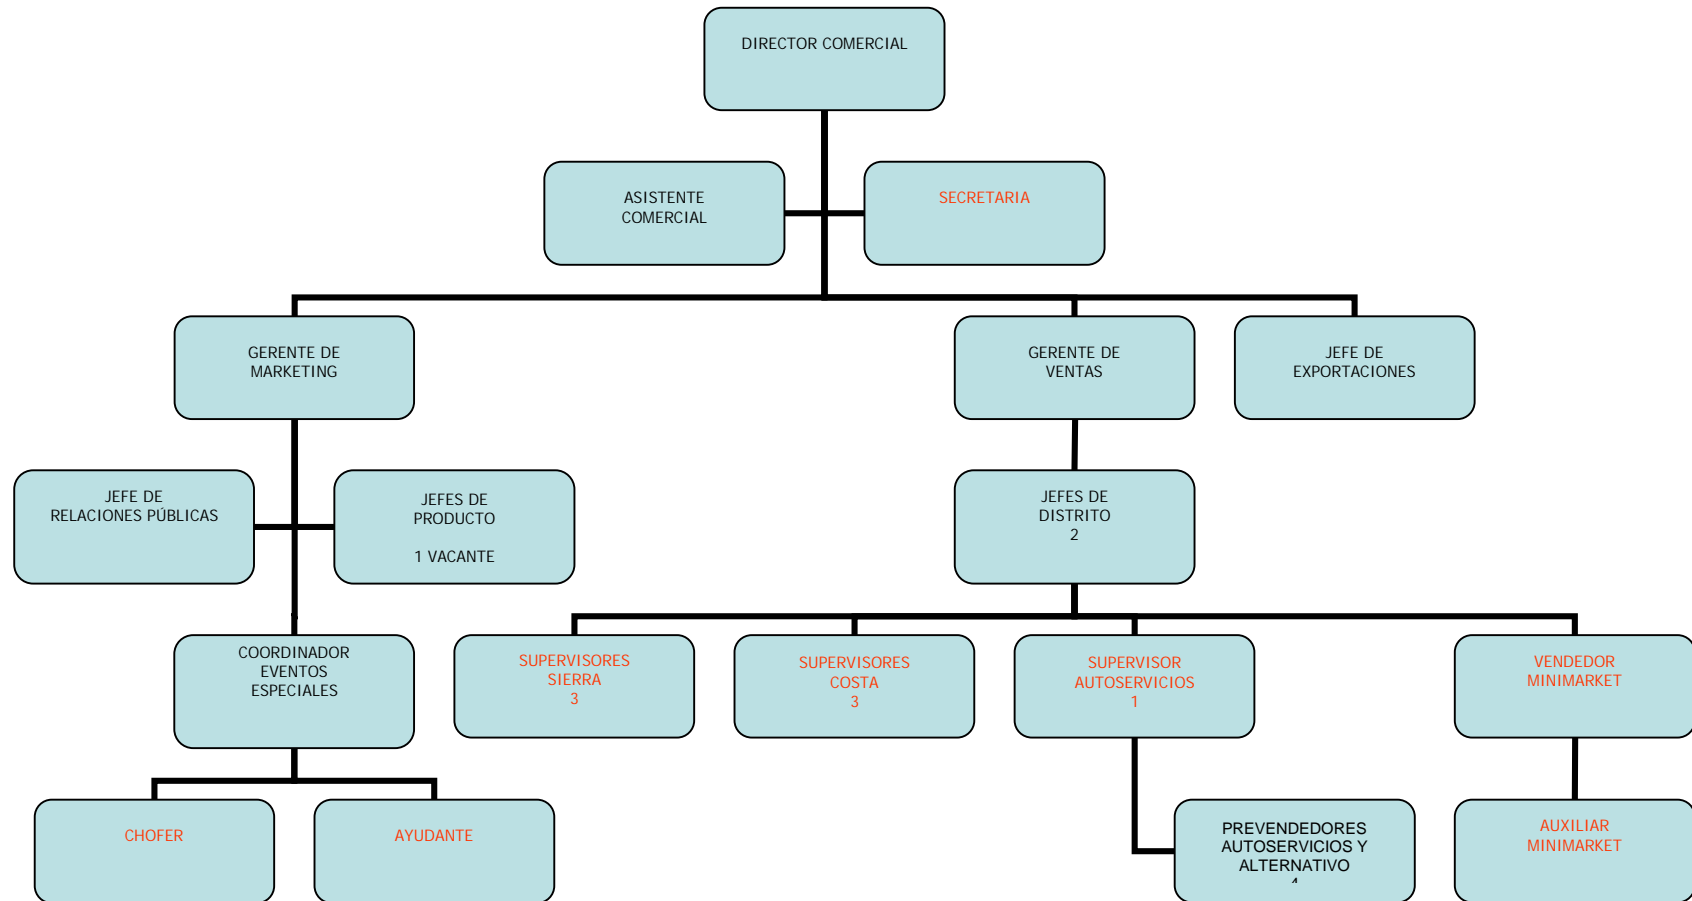 DIRECTOR COMERCIAL
ASISTENTE
COMERCIAL
SECRETARIA
GERENTE DE
MARKETING
GERENTE DE
VENTAS
JEFE DE
EXPORTACIONES
JEFE DE
RELACIONES PÚBLICAS
JEFES DE
PRODUCTO
1 VACANTE
JEFES DE
DISTRITO
2
COORDINADOR
EVENTOS
ESPECIALES
SUPERVISORES
SIERRA
3
SUPERVISORES
COSTA
3
SUPERVISOR
AUTOSERVICIOS
1
VENDEDOR
MINIMARKET
CHOFER
AYUDANTE
PREVENDEDORES
AUTOSERVICIOS Y
ALTERNATIVO
AUXILIAR
MINIMARKET